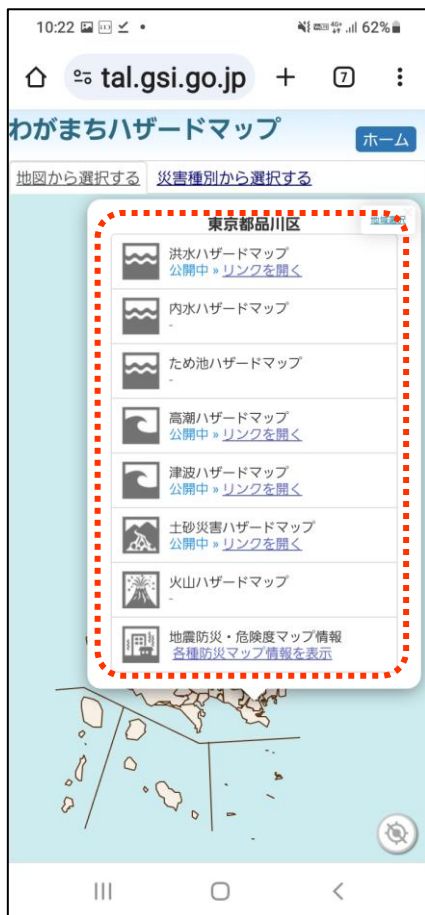 10:22
62%
tal.gsi.go.jp
7
わがまちハザードマップ
ホーム
地図から選択する 災害種別から選択する
東京都品川区
地域選択
洪水ハザードマップ
公開中 » リンクを開く
内水ハザードマップ
-
ため池ハザードマップ
-
高潮ハザードマップ
公開中 » リンクを開く
津波ハザードマップ
公開中 » リンクを開く
土砂災害ハザードマップ
公開中 » リンクを開く
火山ハザードマップ
-
地震防災・危険度マップ情報
各種防災マップ情報を表示